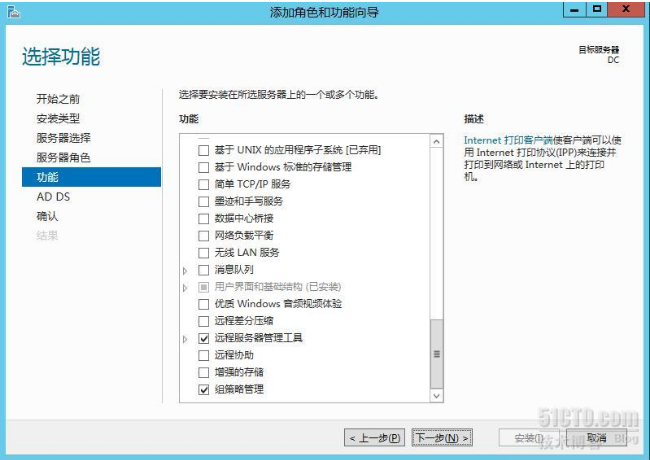 添加角色和功能向导
选择功能
目标服务器
DC
开始之前
安装类型
服务器选择
服务器角色
功能
AD DS
确认
结果
选择要安装在所选服务器上的一个或多个功能。
功能
基于 UNIX 的应用程序子系统 [已弃用]
基于 Windows 标准的存储管理
简单 TCP/IP 服务
墨迹和手写服务
数据中心桥接
网络负载平衡
无线 LAN 服务
消息队列
用户界面和基础结构 (已安装)
优质 Windows 音频视频体验
远程差分压缩
远程服务器管理工具
远程协助
增强的存储
组策略管理
描述
Internet 打印客户端使客户端可以使
用 Internet 打印协议(IPP)来连接并
打印到网络或 Internet 上的打印
机。
< 上一步(P)
下一步(N) >
安装(I)
取消
51CTO.com
技术博客 Blog